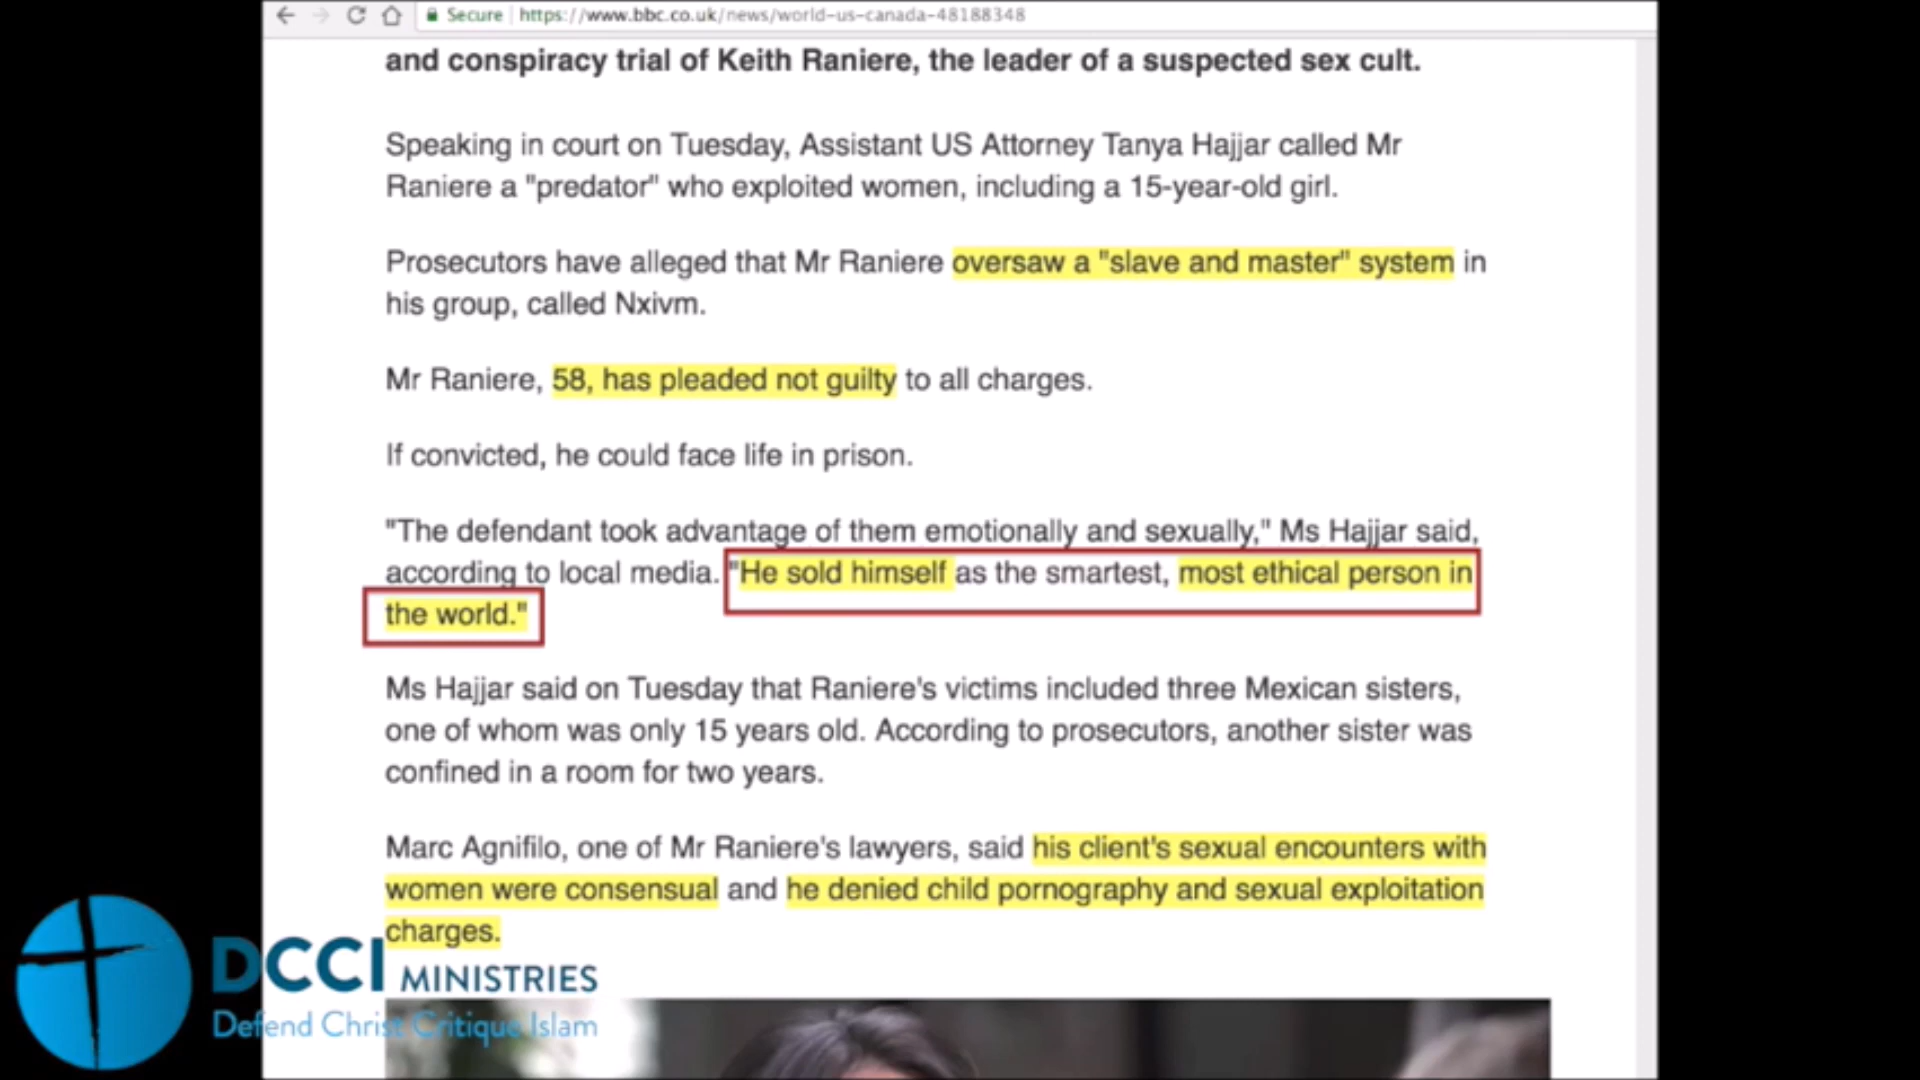 Secure https://www.bbc.co.uk/news/world-us-canada-48188348
and conspiracy trial of Keith Raniere, the leader of a suspected sex cult.
Speaking in court on Tuesday, Assistant US Attorney Tanya Hajjar called Mr
Raniere a "predator" who exploited women, including a 15-year-old girl.
Prosecutors have alleged that Mr Raniere oversaw a "slave and master" system in
his group, called Nxivm.
Mr Raniere, 58, has pleaded not guilty to all charges.
If convicted, he could face life in prison.
"The defendant took advantage of them emotionally and sexually," Ms Hajjar said,
according to local media. "He sold himself as the smartest, most ethical person in
the world."
Ms Hajjar said on Tuesday that Raniere's victims included three Mexican sisters,
one of whom was only 15 years old. According to prosecutors, another sister was
confined in a room for two years.
Marc Agnifilo, one of Mr Raniere's lawyers, said his client's sexual encounters with
women were consensual and he denied child pornography and sexual exploitation
charges.
DCCI MINISTRIES
Defend Christ Critique Islam